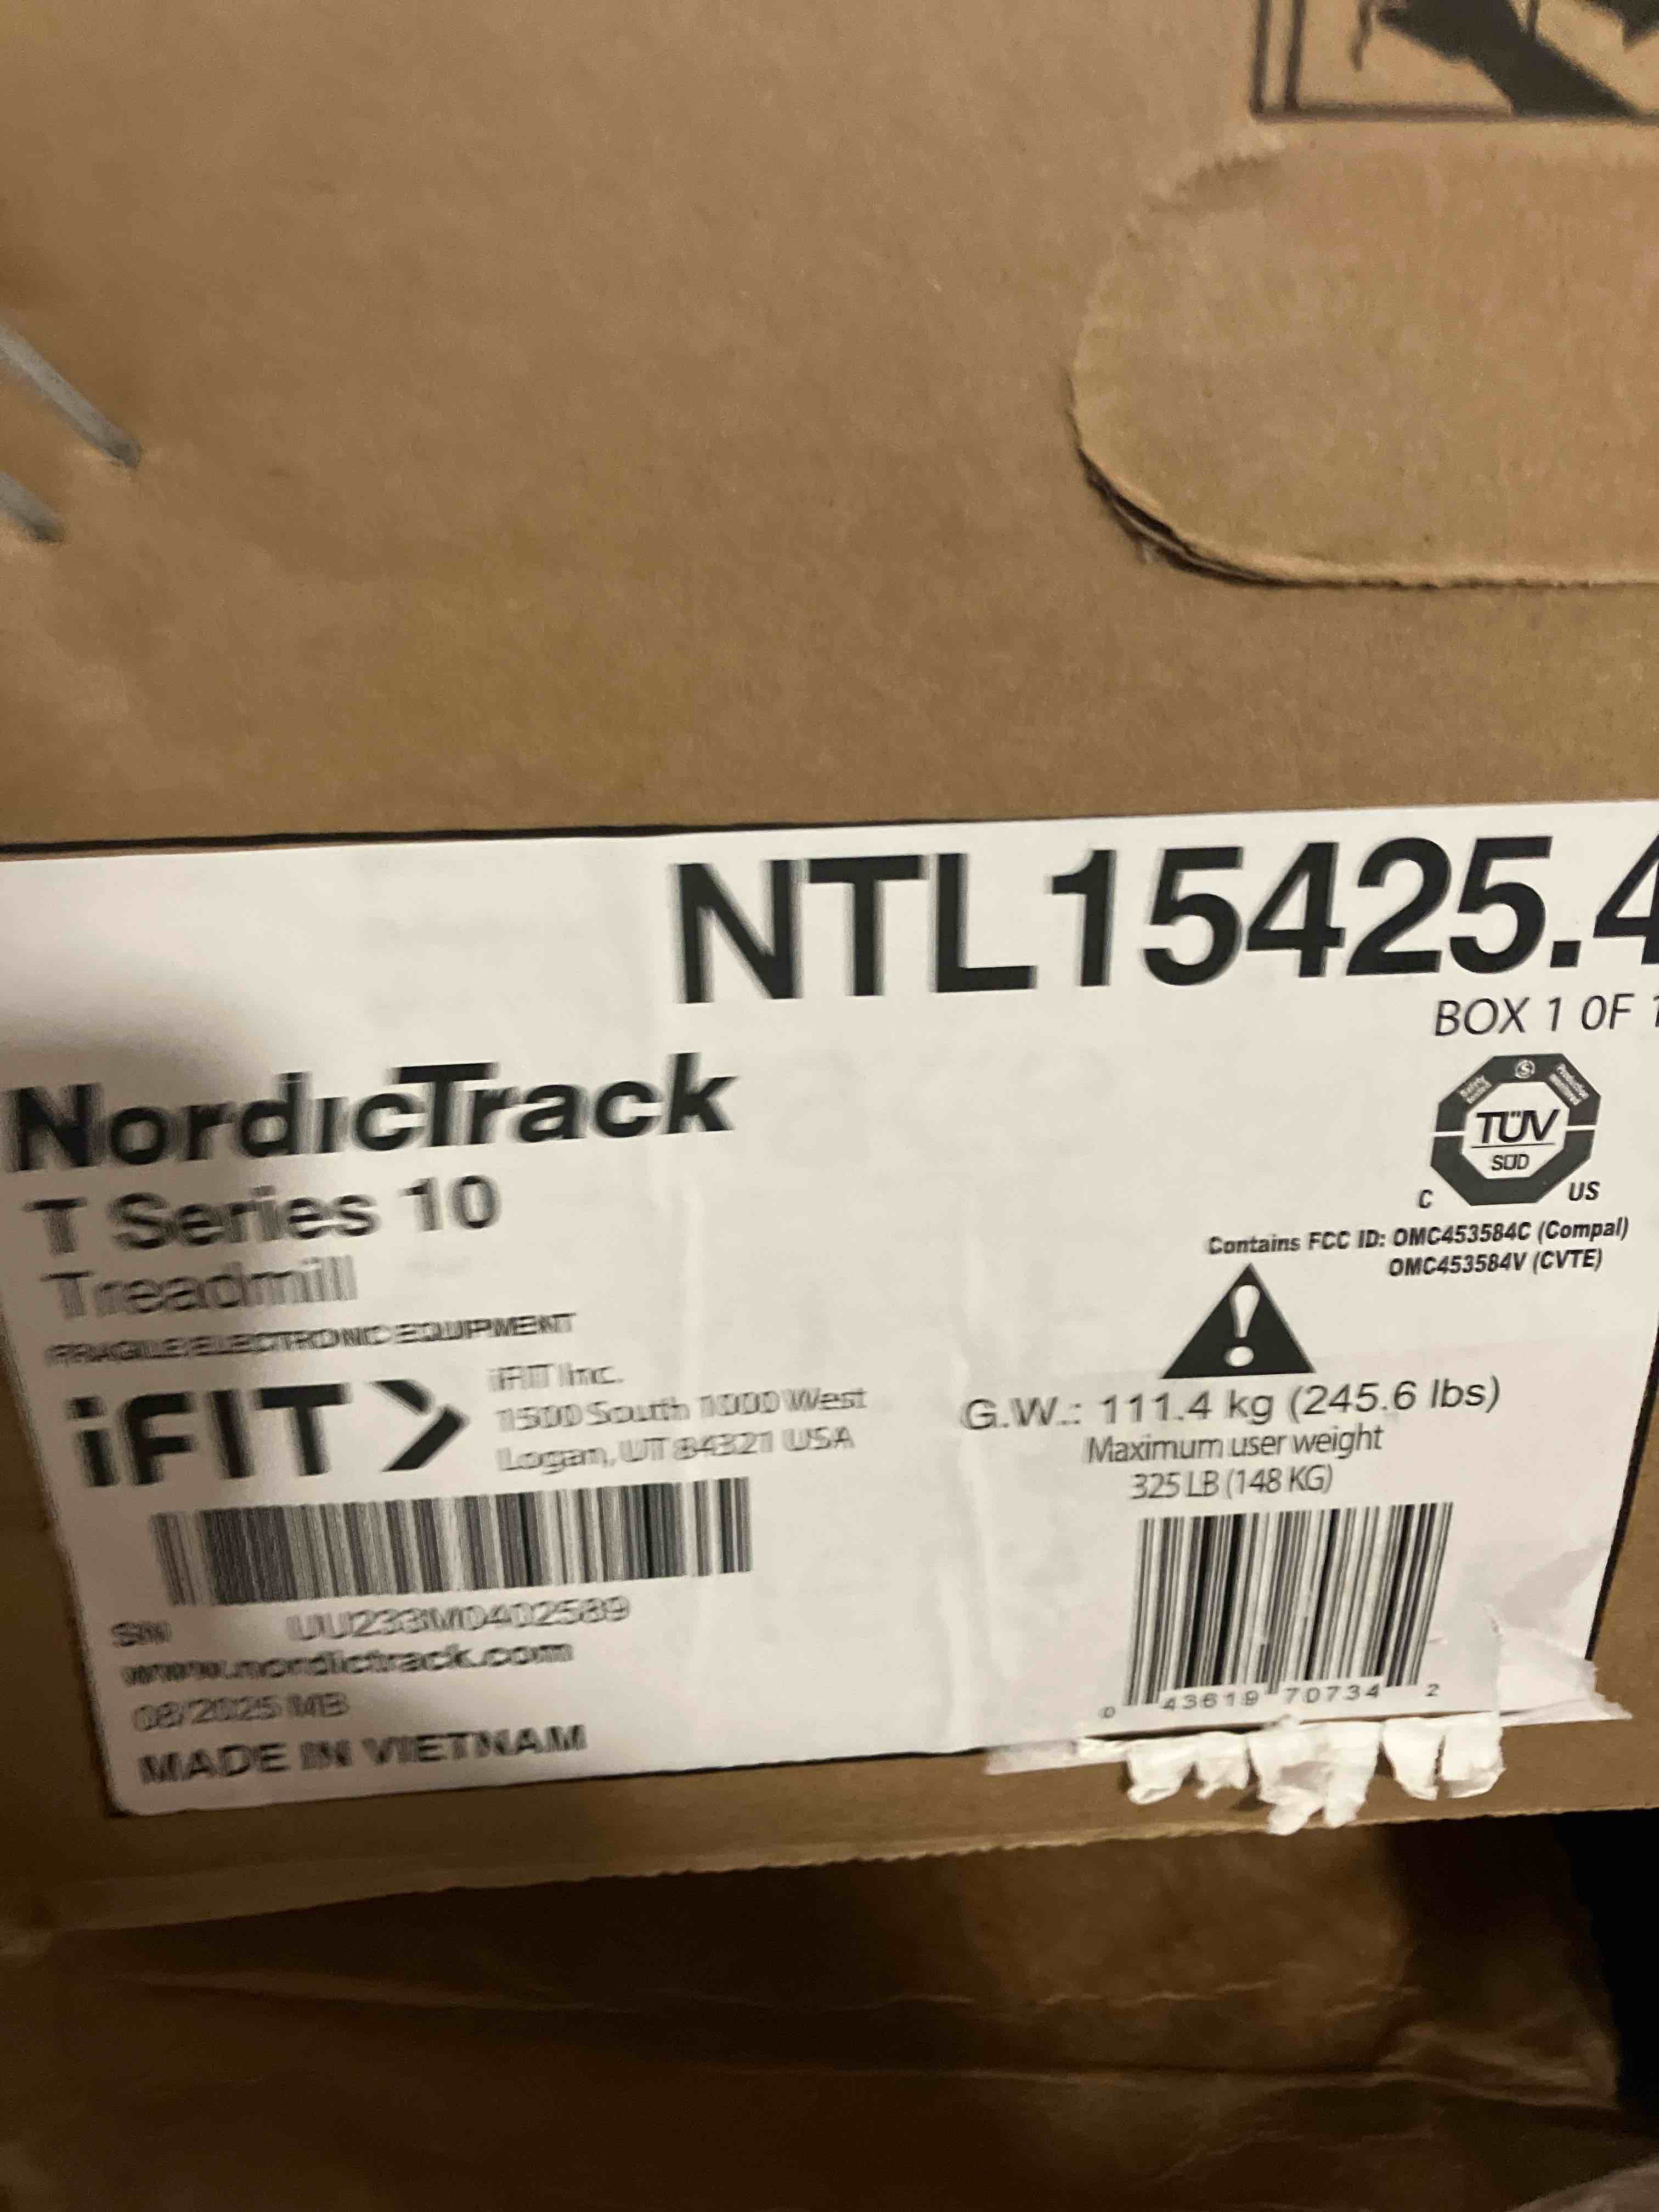 NTL15425.4
BOX 1 OF 1
NordicTrack
T Series 10
Treadmill
FRAGILE ELECTRONIC EQUIPMENT
iFIT
iFIT Inc.
1500 South 1000 West
Logan, UT 84321 USA
SN UU233M0402589
www.nordictrack.com
08/2025 MB
MADE IN VIETNAM
TÜV
SÜD
C US
Contains FCC ID: OMC453584C (Compal)
OMC453584V (CVTE)
G.W.: 111.4 kg (245.6 lbs)
Maximum user weight
325 LB (148 KG)
0 43619 70734 2